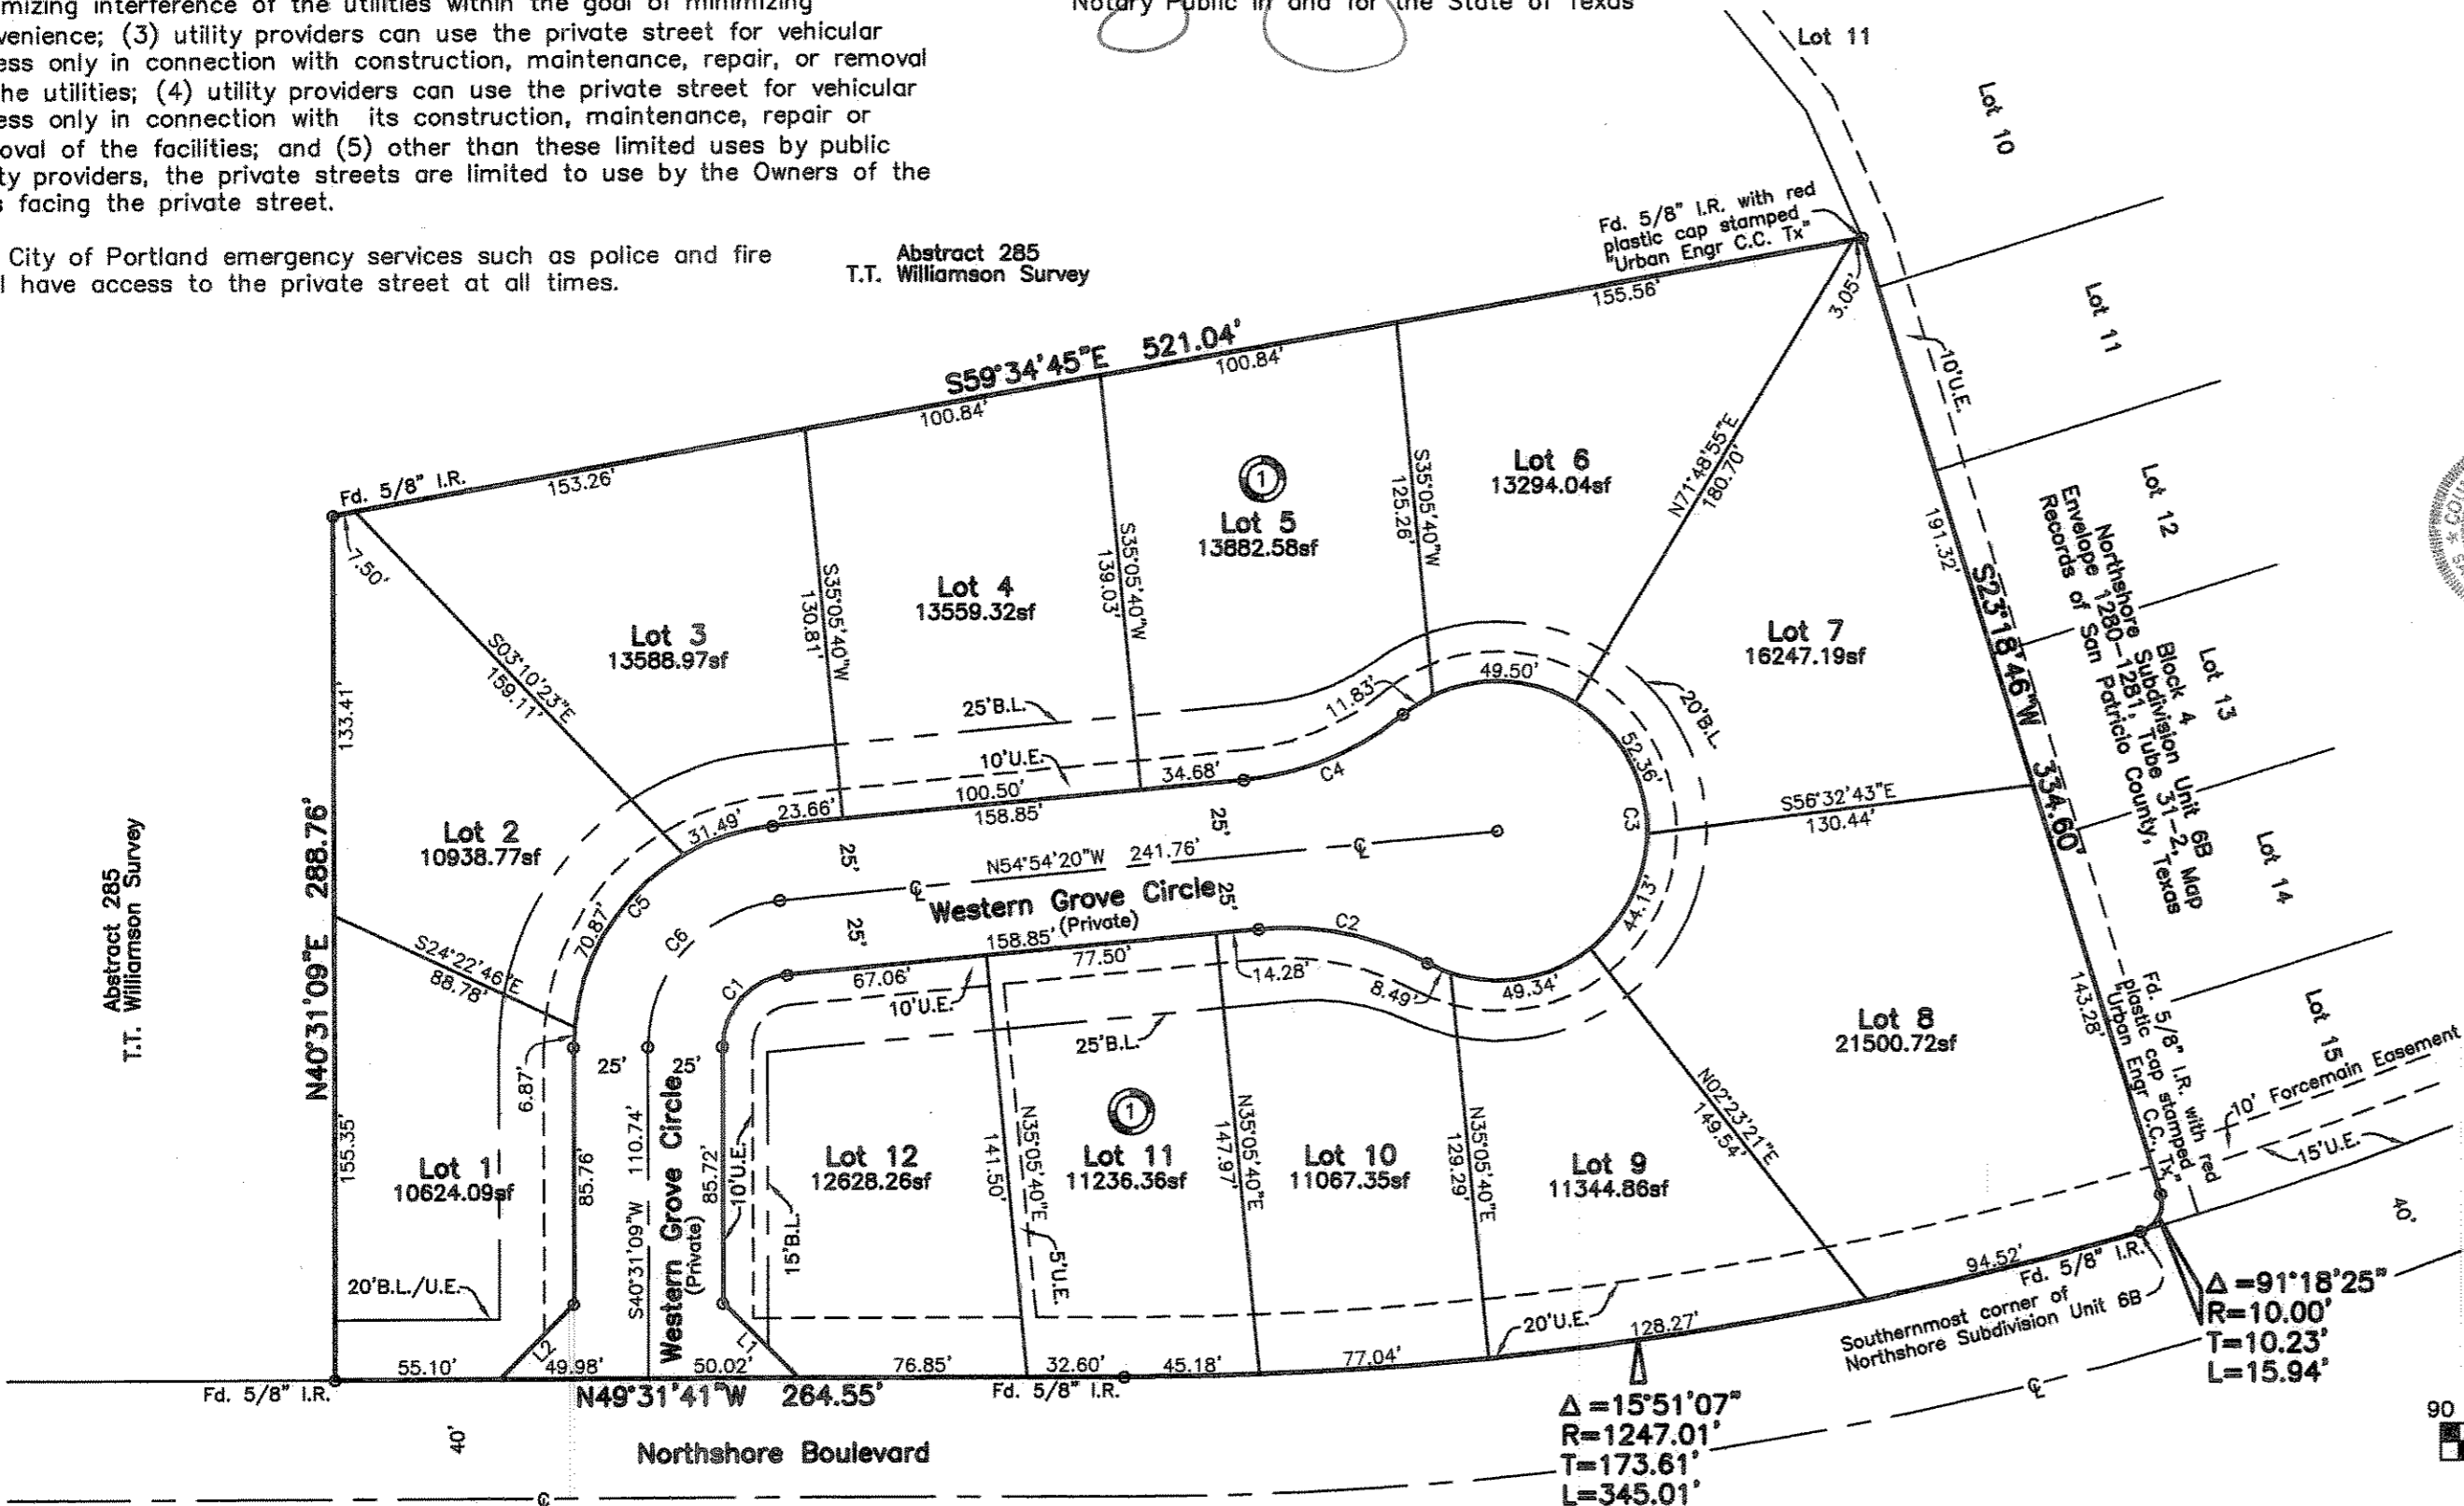 mizing interference of the utilities within the goal of minimizing
venience; (3) utility providers can use the private street for vehicular
ess only in connection with construction, maintenance, repair, or removal
he utilities; (4) utility providers can use the private street for vehicular
ess only in connection with its construction, maintenance, repair or
oval of the facilities; and (5) other than these limited uses by public
ty providers, the private streets are limited to use by the Owners of the
s facing the private street.
City of Portland emergency services such as police and fire
l have access to the private street at all times.
Notary Public in and for the State of Texas
Abstract 285
T.T. Williamson Survey
Fd. 5/8" I.R. with red
plastic cap stamped
"Urban Engr C.C. Tx"
Lot 11
Lot 10
Lot 11
Lot 12
Lot 13
Lot 14
Lot 15
S59°34'45"E 521.04'
153.26'
100.84'
100.84'
155.56'
3.05'
10'U.E.
Fd. 5/8" I.R.
7.50'
133.41'
N40°31'09"E 288.76'
155.35'
Abstract 285
T.T. Williamson Survey
S03°10'23"E
159.11'
Lot 3
13588.97sf
S35°05'40"W
130.81'
Lot 4
13559.32sf
S35°05'40"W
139.03'
1
Lot 5
13882.58sf
S35°05'40"W
125.26'
Lot 6
13294.04sf
N71°48'55"E
180.70'
Lot 7
16247.19sf
191.32'
S23°18'46"W 334.60'
143.28'
Block 4
Northshore Subdivision Unit 6B
Envelope 1280-1281, Tube 31-2, Map
Records of San Patricio County, Texas
Lot 2
10938.77sf
S24°22'46"E
88.78'
25'B.L.
10'U.E.
31.49'
23.66'
100.50'
158.85'
34.68'
C4
11.83'
49.50'
52.36'
C3
20'B.L.
44.13'
S56°32'43"E
130.44'
70.87'
C5
C6
25'
25'
25'
25'
N54°54'20"W 241.76'
Western Grove Circle
(Private)
C1
67.06'
158.85'
77.50'
14.28'
C2
8.49'
49.34'
10'U.E.
25'B.L.
6.87'
25'
25'
Lot 1
10624.09sf
85.76'
S40°31'09"W 110.74'
Western Grove Circle
(Private)
85.72'
10'U.E.
15'B.L.
Lot 12
12628.26sf
141.50'
N35°05'40"E
5'U.E.
1
Lot 11
11236.36sf
147.97'
N35°05'40"E
Lot 10
11067.35sf
129.29'
N35°05'40"E
Lot 9
11344.86sf
N02°23'21"E
149.54'
Lot 8
21500.72sf
Fd. 5/8" I.R. with red
plastic cap stamped
"Urban Engr C.C., Tx"
10' Forcemain Easement
15'U.E.
40'
20'B.L./U.E.
L2
L1
55.10'
49.98'
50.02'
76.85'
32.60'
45.18'
77.04'
20'U.E.
128.27'
94.52'
Fd. 5/8" I.R.
Southernmost corner of
Northshore Subdivision Unit 6B
Fd. 5/8" I.R.
N49°31'41"W 264.55'
Fd. 5/8" I.R.
40'
Northshore Boulevard
Δ=15°51'07"
R=1247.01'
T=173.61'
L=345.01'
Δ=91°18'25"
R=10.00'
T=10.23'
L=15.94'
90